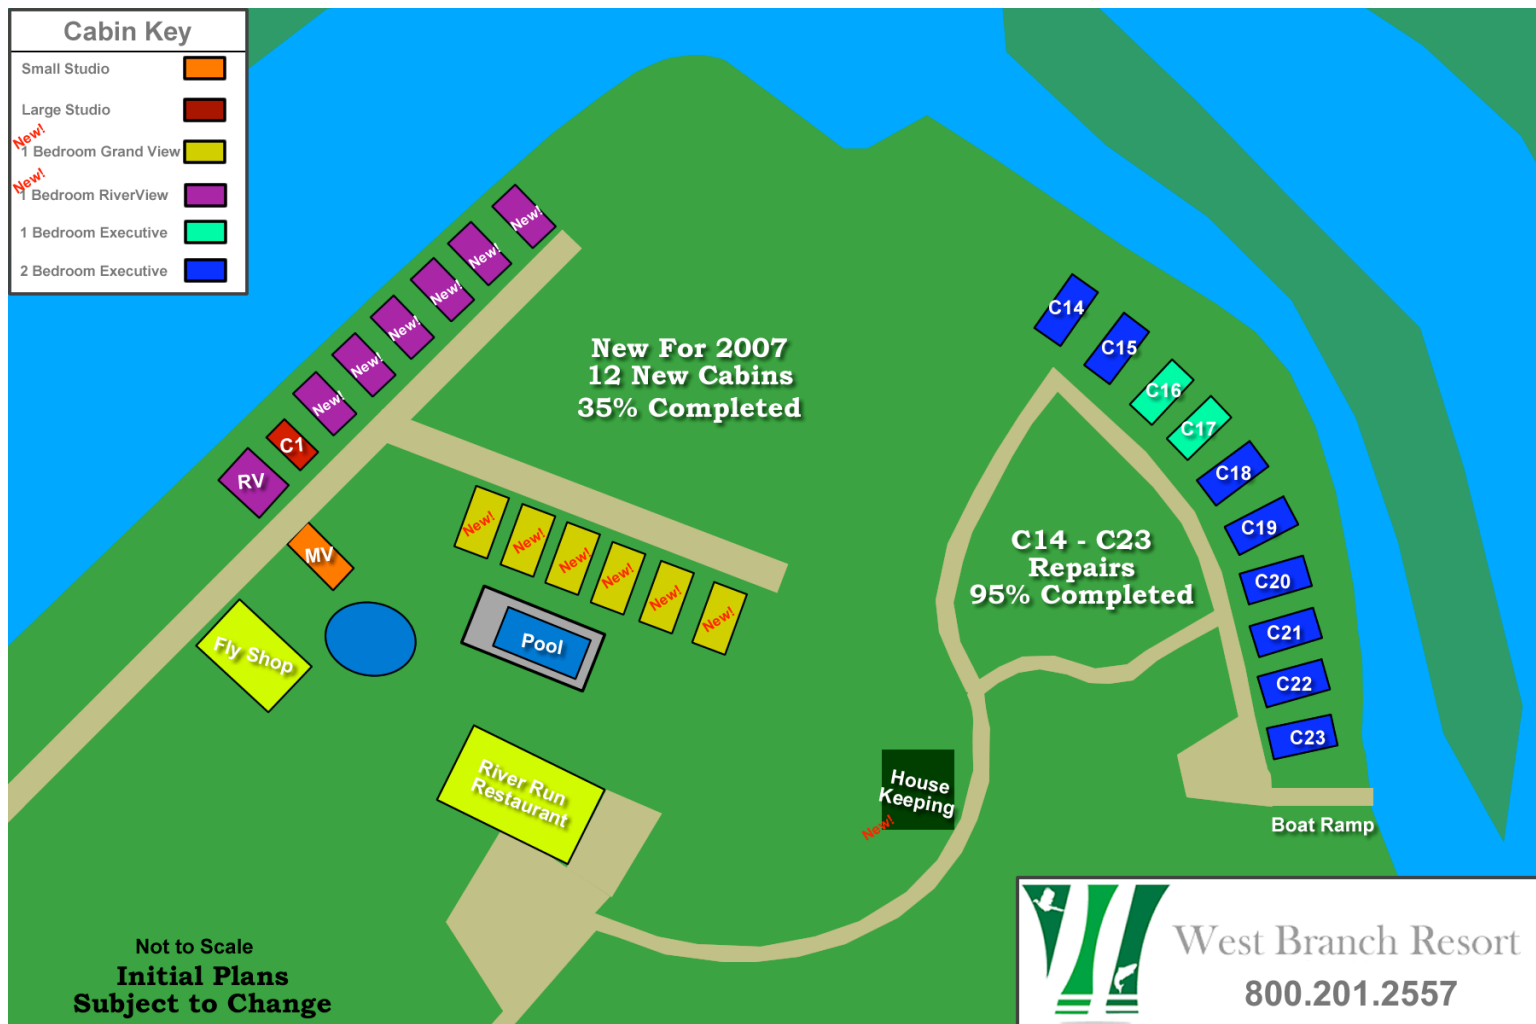 Cabin Key
Small Studio
Large Studio
New!
1 Bedroom Grand View
New!
1 Bedroom RiverView
1 Bedroom Executive
2 Bedroom Executive
New!
New!
New!
New!
New!
New!
C1
RV
MV
Fly Shop
New For 2007
12 New Cabins
35% Completed
New!
New!
New!
New!
New!
New!
Pool
River Run
Restaurant
C14
C15
C16
C17
C18
C19
C20
C21
C22
C23
C14 - C23
Repairs
95% Completed
House
Keeping
New!
Boat Ramp
Not to Scale
Initial Plans
Subject to Change
West Branch Resort
800.201.2557